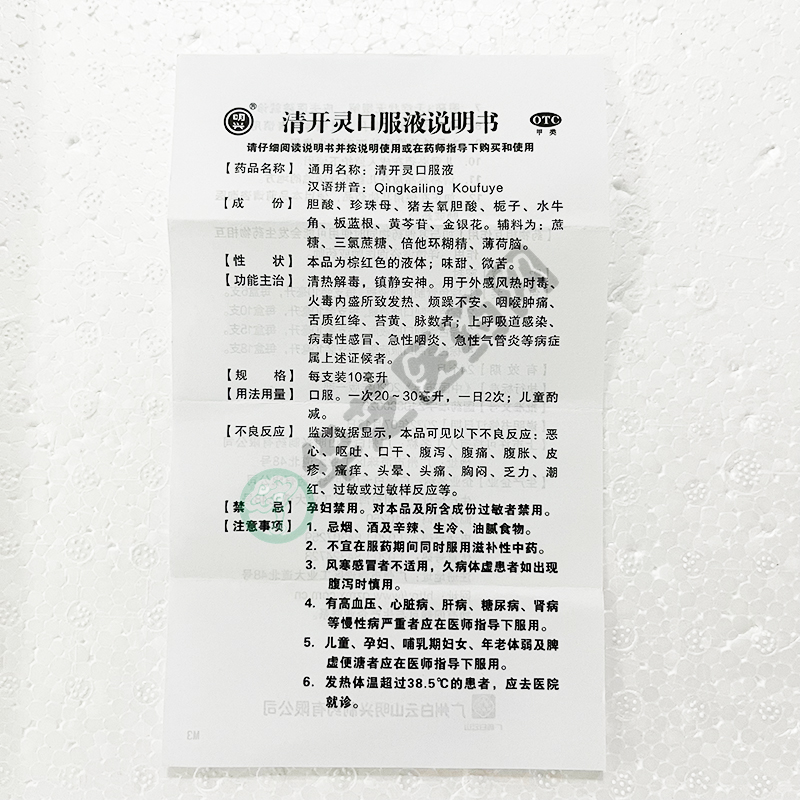 明兴®
OTC
甲类
清开灵口服液说明书
请仔细阅读说明书并按说明使用或在药师指导下购买和使用
【药品名称】 通用名称：清开灵口服液
汉语拼音：Qingkailing Koufuye
【成 份】 胆酸、珍珠母、猪去氧胆酸、栀子、水牛
角、板蓝根、黄芩苷、金银花。辅料为：蔗
糖、三氯蔗糖、倍他环糊精、薄荷脑。
【性 状】 本品为棕红色的液体；味甜、微苦。
【功能主治】 清热解毒，镇静安神。用于外感风热时毒、
火毒内盛所致发热、烦躁不安、咽喉肿痛、
舌质红绛、苔黄、脉数者；上呼吸道感染、
病毒性感冒、急性咽炎、急性气管炎等病症
属上述证候者。
【规 格】 每支装10毫升
【用法用量】 口服。一次20～30毫升，一日2次；儿童酌
减。
【不良反应】 监测数据显示，本品可见以下不良反应：恶
心、呕吐、口干、腹泻、腹痛、腹胀、皮
疹、瘙痒、头晕、头痛、胸闷、乏力、潮
红、过敏或过敏样反应等。
【禁 忌】 孕妇禁用。对本品及所含成份过敏者禁用。
【注意事项】 1. 忌烟、酒及辛辣、生冷、油腻食物。
2. 不宜在服药期间同时服用滋补性中药。
3. 风寒感冒者不适用，久病体虚患者如出现
腹泻时慎用。
4. 有高血压、心脏病、肝病、糖尿病、肾病
等慢性病严重者应在医师指导下服用。
5. 儿童、孕妇、哺乳期妇女、年老体弱及脾
虚便溏者应在医师指导下服用。
6. 发热体温超过38.5℃的患者，应去医院
就诊。
广州白云山明兴制药有限公司
N3